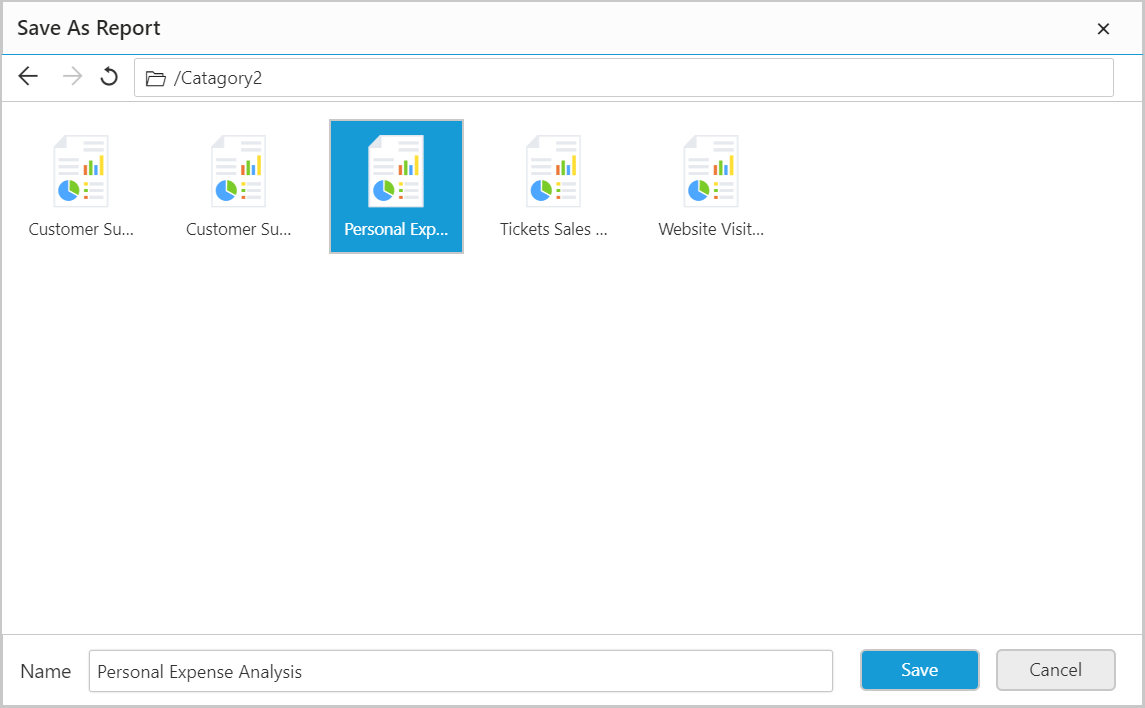 Save As Report
/Catagory2
Customer Su...
Customer Su...
Personal Exp...
Tickets Sales ...
Website Visit...
Name
Personal Expense Analysis
Save
Cancel